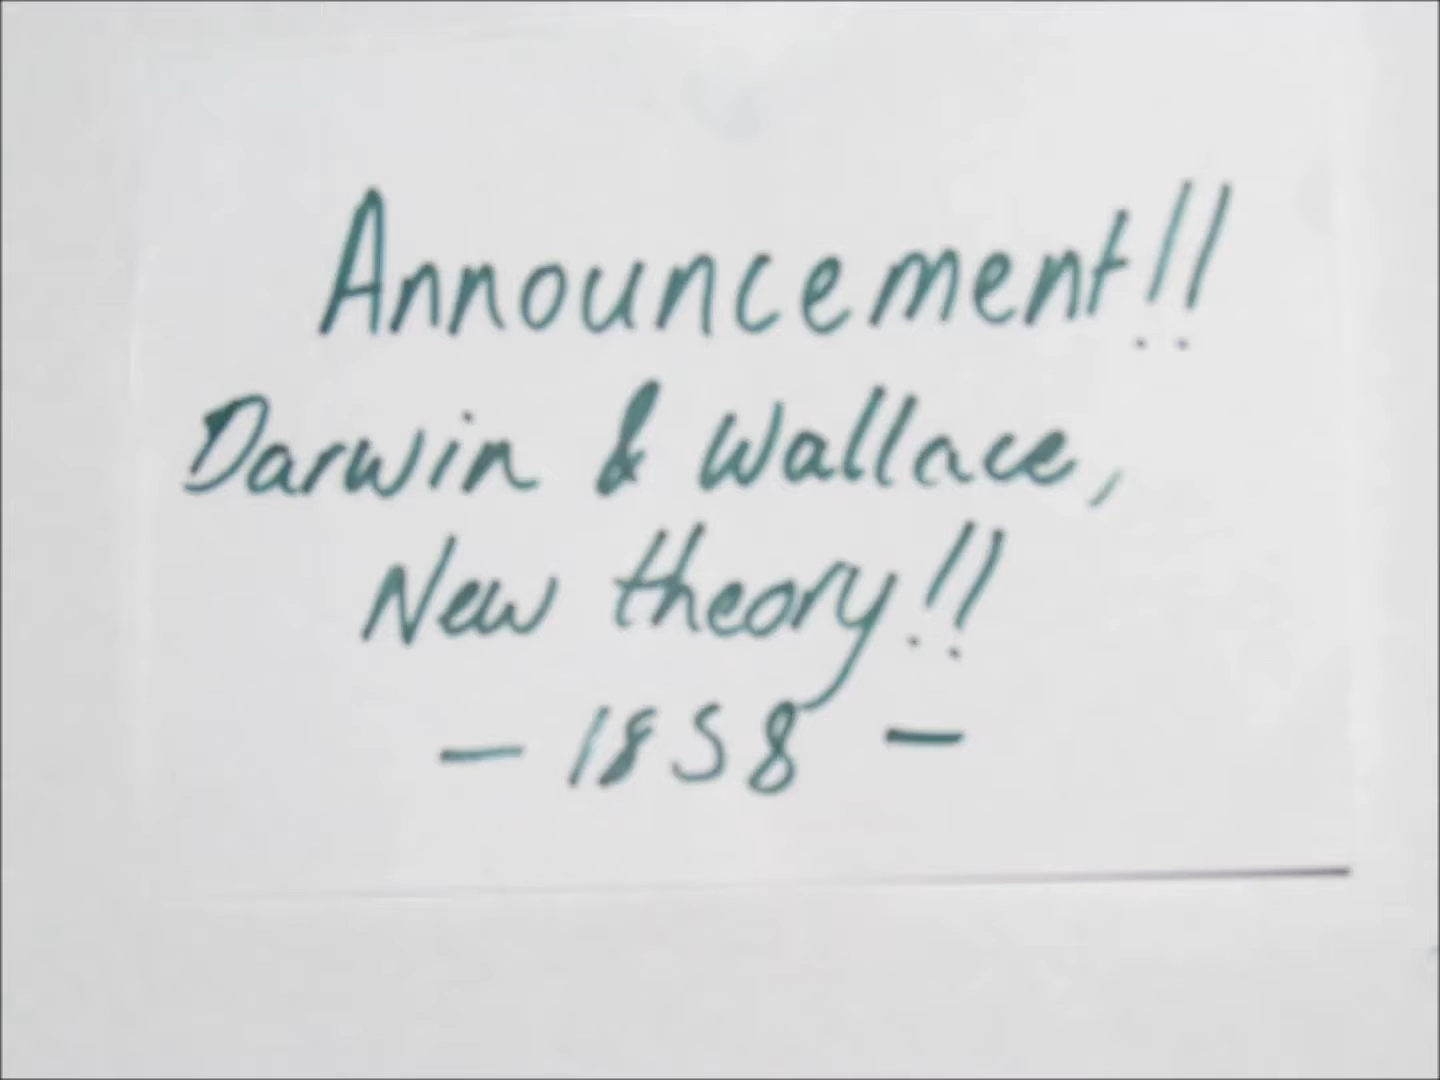 Announcement!!
Darwin & Wallace,
New theory!!
- 1858 -